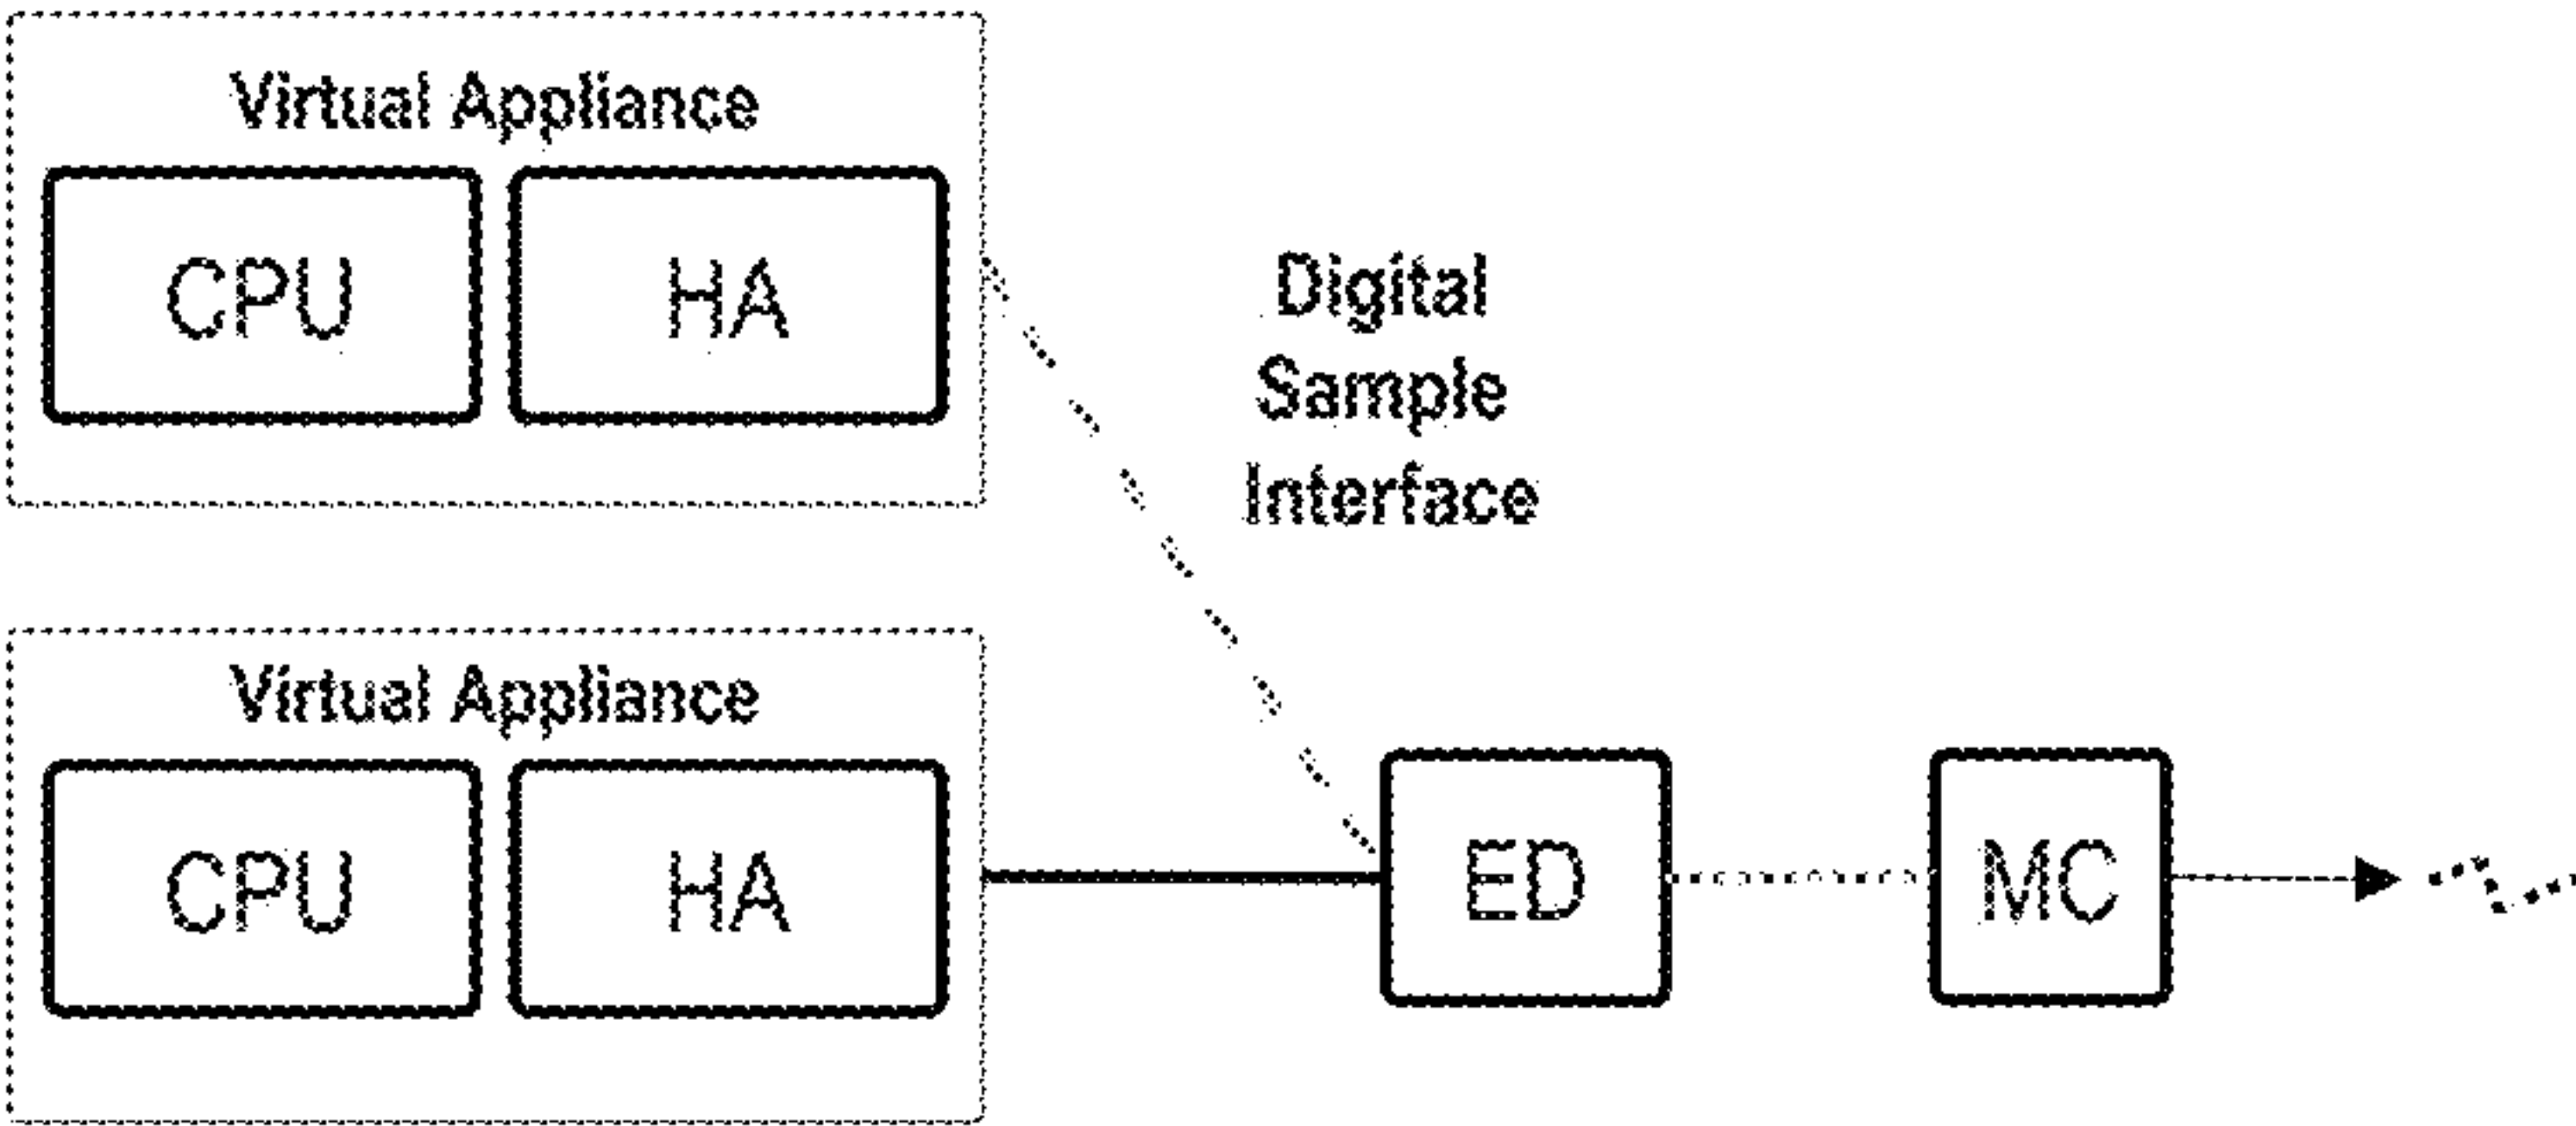 Virtual Appliance
CPU HA
Digital
Sample
Interface
Virtual Appliance
CPU HA
ED MC